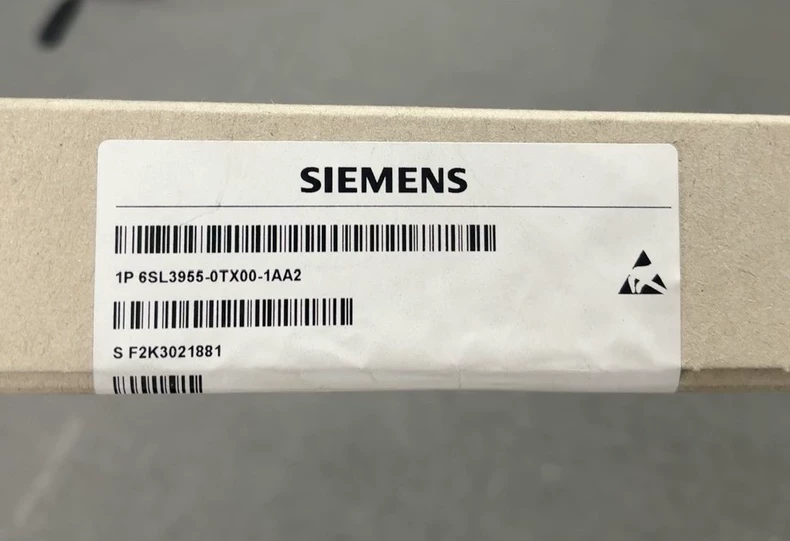 SIEMENS
1P 6SL3955-0TX00-1AA2
S F2K3021881